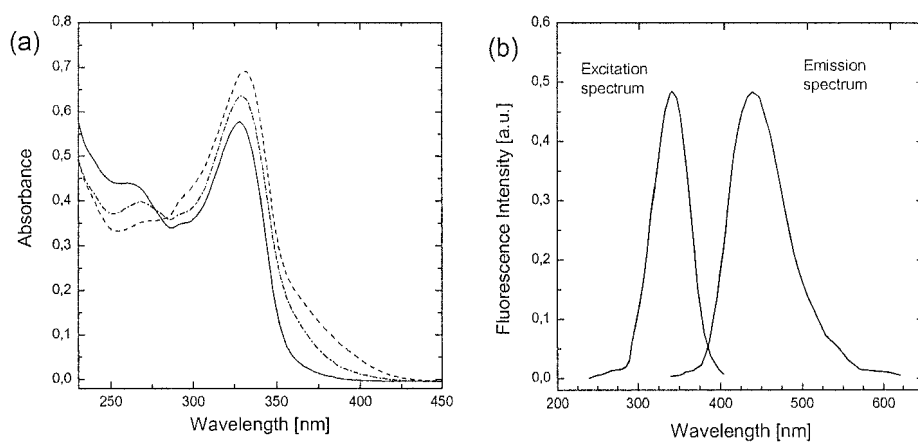 (a)
0,8
0,7
0,6
0,5
0,4
0,3
0,2
0,1
0,0
Absorbance
250
300
350
400
450
Wavelength [nm]
(b)
0,6
0,5
0,4
0,3
0,2
0,1
0,0
Fluorescence Intensity [a.u.]
Excitation
spectrum
Emission
spectrum
200
300
400
500
600
Wavelength [nm]